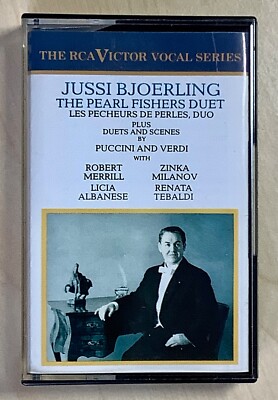 THE RCA VICTOR VOCAL SERIES
JUSSI BJOERLING
THE PEARL FISHERS DUET
LES PECHEURS DE PERLES, DUO
PLUS
DUETS AND SCENES
BY
PUCCINI AND VERDI
WITH
ROBERT MERRILL
ZINKA MILANOV
LICIA ALBANESE
RENATA TEBALDI